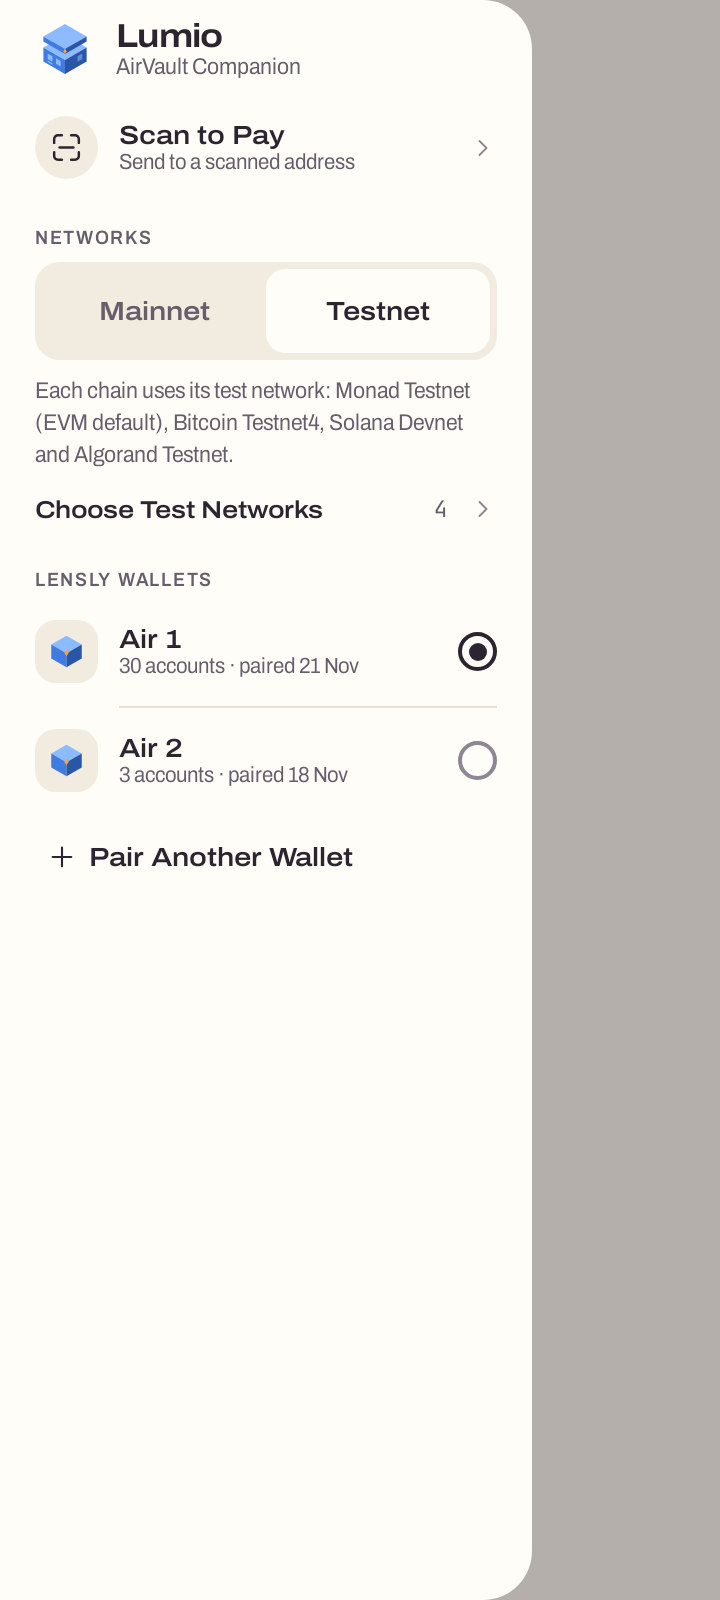 Lumio
AirVault Companion
Scan to Pay
Send to a scanned address
NETWORKS
Mainnet
Testnet
Each chain uses its test network: Monad Testnet
(EVM default), Bitcoin Testnet4, Solana Devnet
and Algorand Testnet.
Choose Test Networks 4
LENSLY WALLETS
Air 1
30 accounts · paired 21 Nov
Air 2
3 accounts · paired 18 Nov
Pair Another Wallet